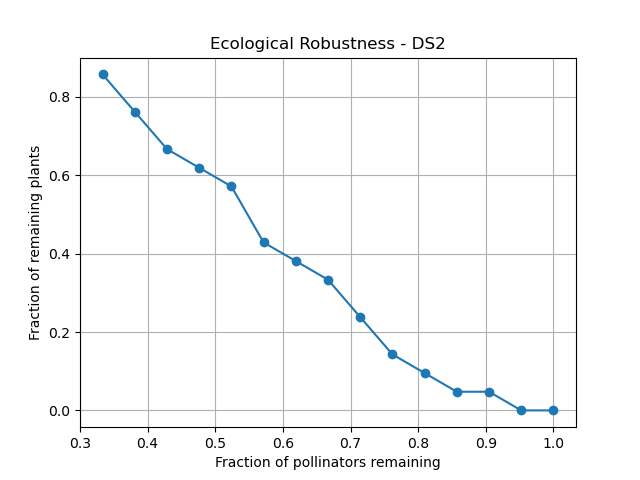 Ecological Robustness - DS2
Fraction of remaining plants
0.8
0.6
0.4
0.2
0.0
0.3 0.4 0.5 0.6 0.7 0.8 0.9 1.0
Fraction of pollinators remaining